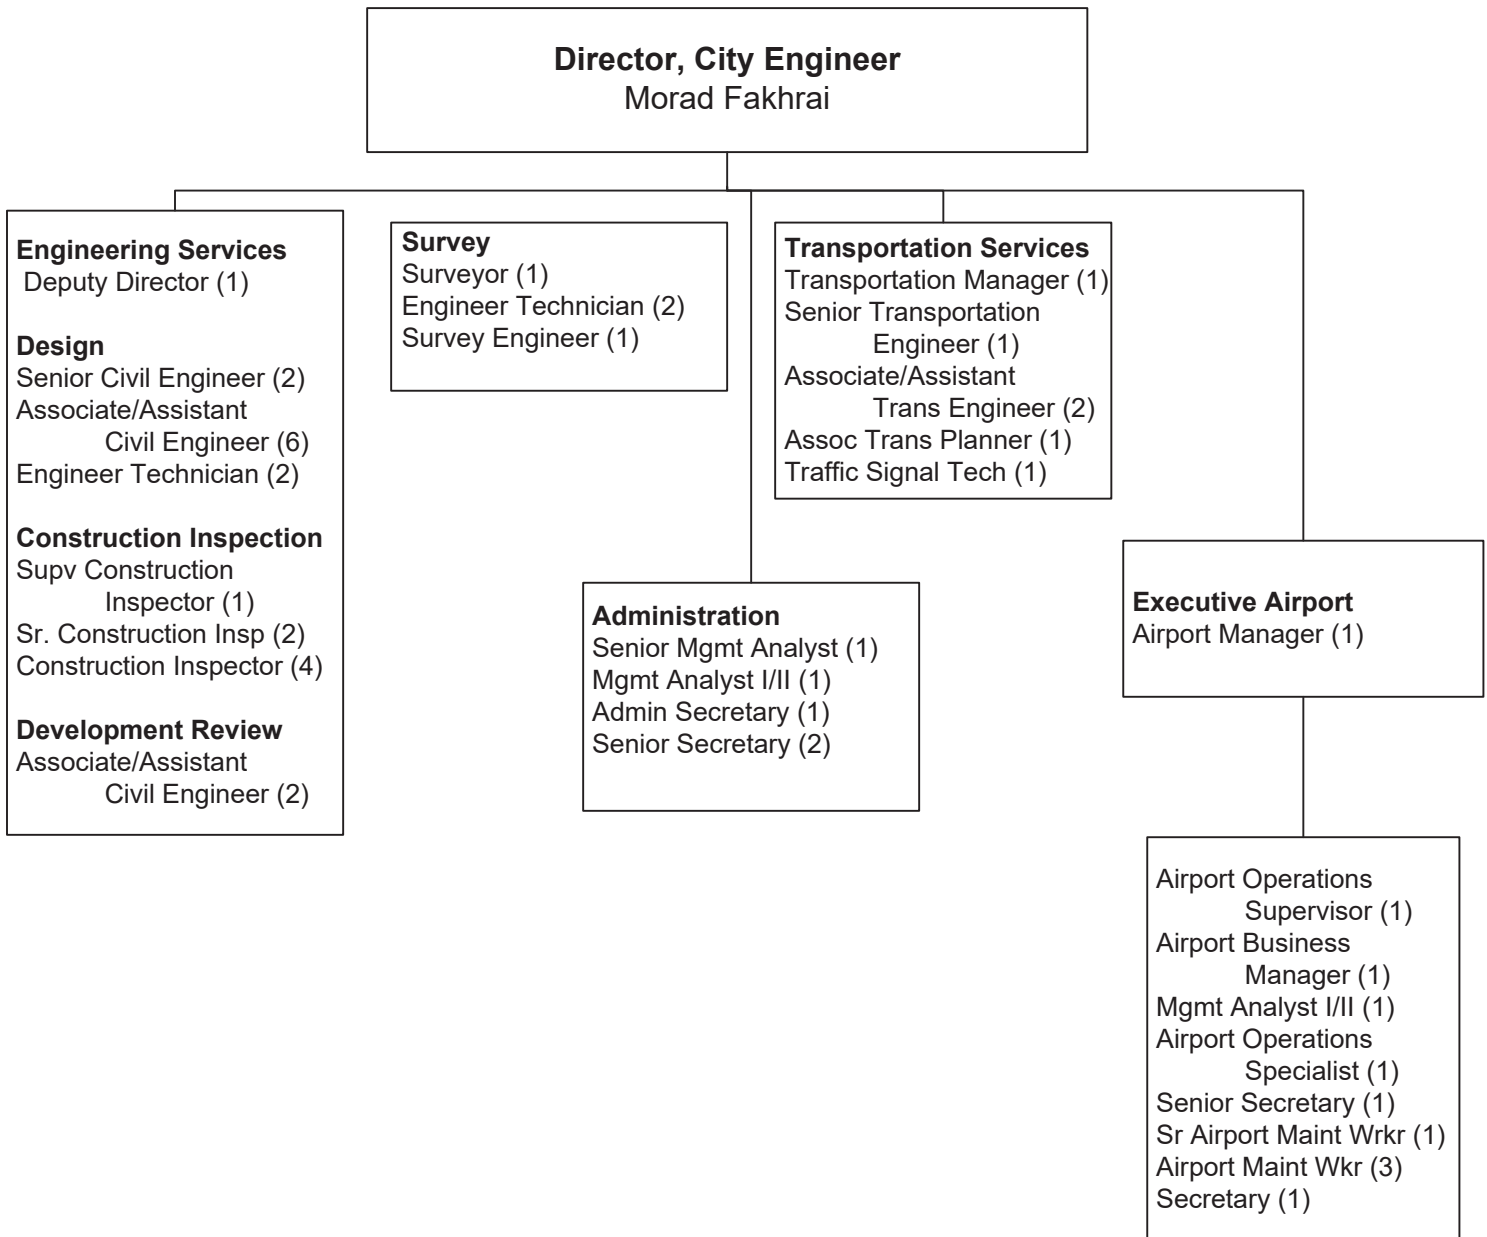 Director, City Engineer
Morad Fakhrai
Engineering Services
Deputy Director (1)
Design
Senior Civil Engineer (2)
Associate/Assistant
Civil Engineer (6)
Engineer Technician (2)
Construction Inspection
Supv Construction
Inspector (1)
Sr. Construction Insp (2)
Construction Inspector (4)
Development Review
Associate/Assistant
Civil Engineer (2)
Survey
Surveyor (1)
Engineer Technician (2)
Survey Engineer (1)
Transportation Services
Transportation Manager (1)
Senior Transportation
Engineer (1)
Associate/Assistant
Trans Engineer (2)
Assoc Trans Planner (1)
Traffic Signal Tech (1)
Administration
Senior Mgmt Analyst (1)
Mgmt Analyst I/II (1)
Admin Secretary (1)
Senior Secretary (2)
Executive Airport
Airport Manager (1)
Airport Operations
Supervisor (1)
Airport Business
Manager (1)
Mgmt Analyst I/II (1)
Airport Operations
Specialist (1)
Senior Secretary (1)
Sr Airport Maint Wrkr (1)
Airport Maint Wkr (3)
Secretary (1)